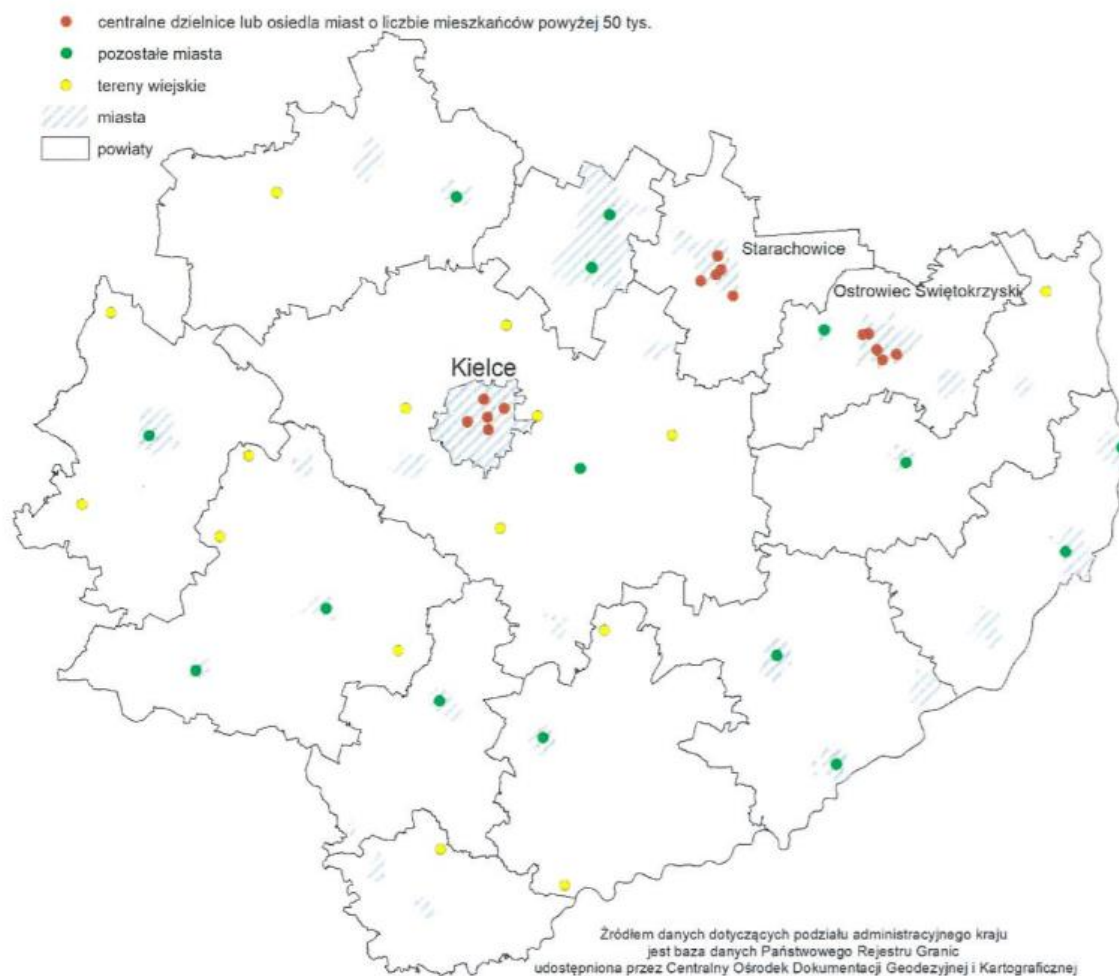 centralne dzielnice lub osiedla miast o liczbie mieszkańców powyżej 50 tys.
pozostałe miasta
tereny wiejskie
miasta
powiaty
Starachowice
Ostrowiec Świętokrzyski
Kielce
Źródłem danych dotyczących podziału administracyjnego kraju
jest baza danych Państwowego Rejestru Granic
udostępniona przez Centralny Ośrodek Dokumentacji Geodezyjnej i Kartograficznej